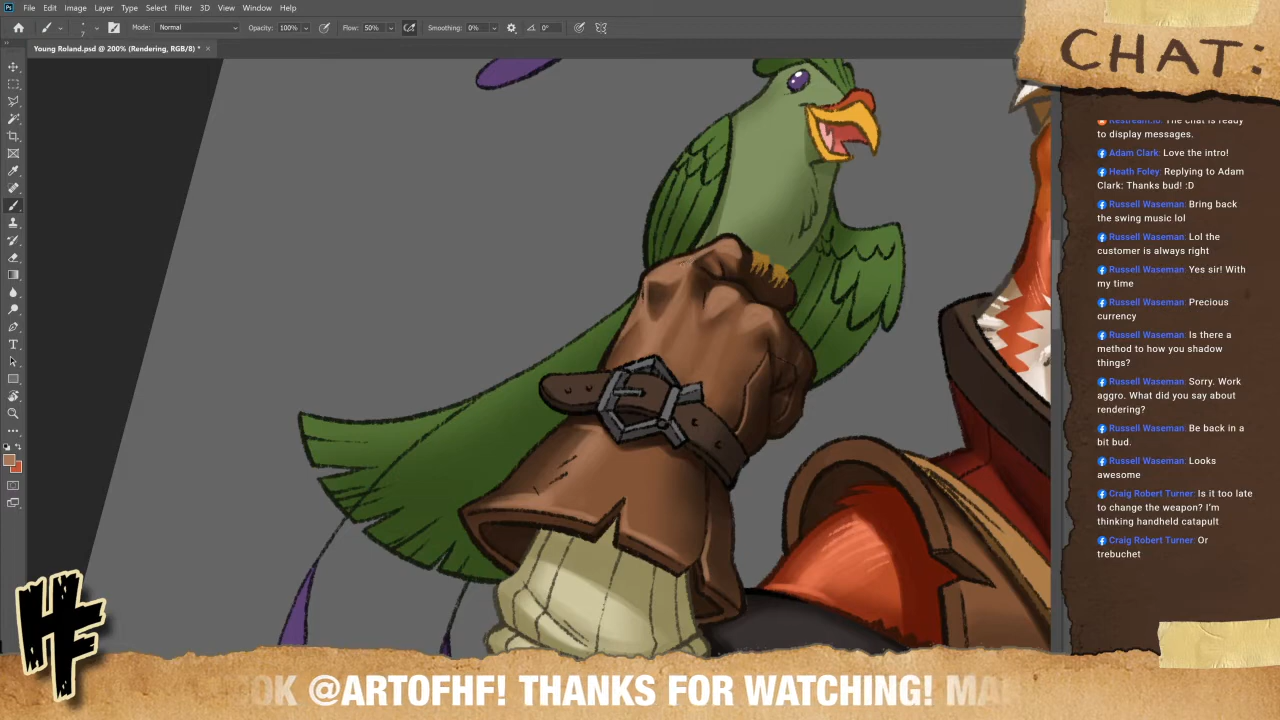 File Edit Image Layer Type Select Filter 3D View Window Help
Mode: Normal Opacity: 100% Flow: 50% Smoothing: 0% 0°
7
Young Roland.psd @ 200% (Rendering, RGB/8) *
CHAT:
Restream.io: The chat is ready
to display messages.
Adam Clark: Love the intro!
Heath Foley: Replying to Adam
Clark: Thanks bud! :D
Russell Waseman: Bring back
the swing music lol
Russell Waseman: Lol the
customer is always right
Russell Waseman: Yes sir! With
my time
Russell Waseman: Precious
currency
Russell Waseman: Is there a
method to how you shadow
things?
Russell Waseman: Sorry. Work
aggro. What did you say about
rendering?
Russell Waseman: Be back in a
bit bud.
Russell Waseman: Looks
awesome
Craig Robert Turner: Is it too late
to change the weapon? I'm
thinking handheld catapult
Craig Robert Turner: Or
trebuchet
HF
OK @ARTOFHF! THANKS FOR WATCHING! MA